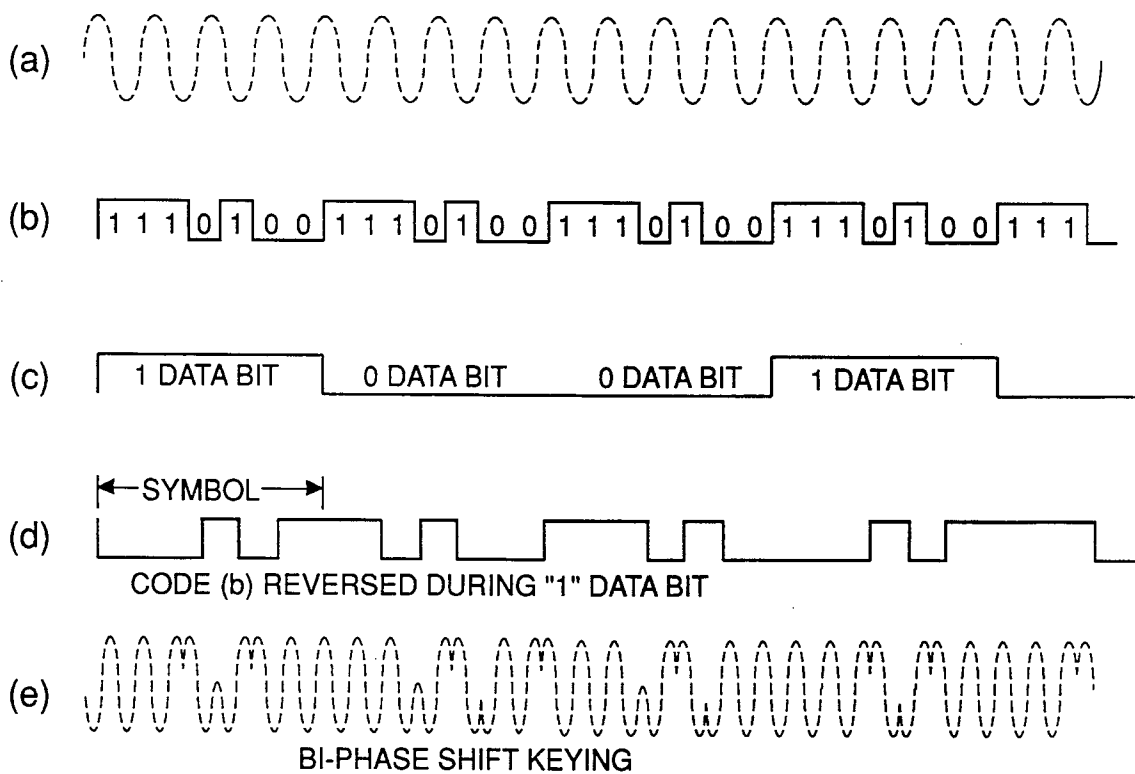 (a)
(b) 1 1 1 0 1 0 0 1 1 1 0 1 0 0 1 1 1 0 1 0 0 1 1 1 0 1 0 0 1 1 1
(c) 1 DATA BIT 0 DATA BIT 0 DATA BIT 1 DATA BIT
SYMBOL
(d)
CODE (b) REVERSED DURING "1" DATA BIT
(e)
BI-PHASE SHIFT KEYING